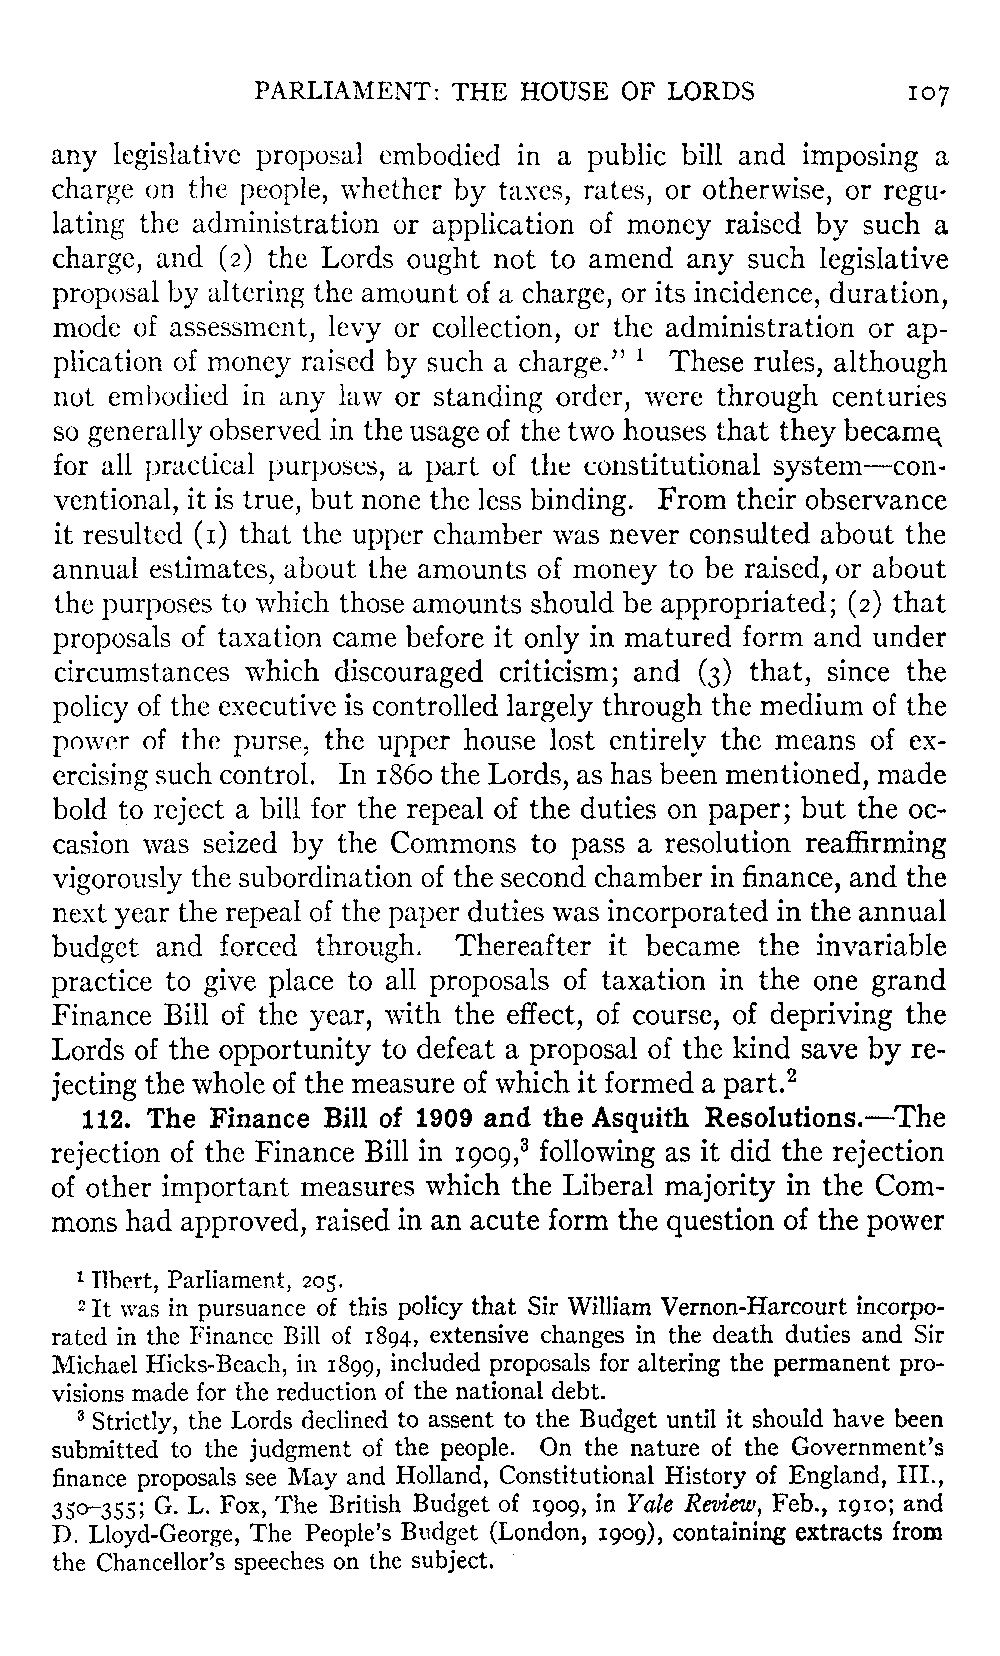 PARLIAMENT: THE HOUSE OF LORDS 107
any legislative proposal embodied in a public bill and imposing a
charge on the people, whether by taxes, rates, or otherwise, or regu-
lating the administration or application of money raised by such a
charge, and (2) the Lords ought not to amend any such legislative
proposal by altering the amount of a charge, or its incidence, duration,
mode of assessment, levy or collection, or the administration or ap-
plication of money raised by such a charge.” ¹ These rules, although
not embodied in any law or standing order, were through centuries
so generally observed in the usage of the two houses that they became,
for all practical purposes, a part of the constitutional system—con-
ventional, it is true, but none the less binding. From their observance
it resulted (1) that the upper chamber was never consulted about the
annual estimates, about the amounts of money to be raised, or about
the purposes to which those amounts should be appropriated; (2) that
proposals of taxation came before it only in matured form and under
circumstances which discouraged criticism; and (3) that, since the
policy of the executive is controlled largely through the medium of the
power of the purse, the upper house lost entirely the means of ex-
ercising such control. In 1860 the Lords, as has been mentioned, made
bold to reject a bill for the repeal of the duties on paper; but the oc-
casion was seized by the Commons to pass a resolution reaffirming
vigorously the subordination of the second chamber in finance, and the
next year the repeal of the paper duties was incorporated in the annual
budget and forced through. Thereafter it became the invariable
practice to give place to all proposals of taxation in the one grand
Finance Bill of the year, with the effect, of course, of depriving the
Lords of the opportunity to defeat a proposal of the kind save by re-
jecting the whole of the measure of which it formed a part.²
112. The Finance Bill of 1909 and the Asquith Resolutions.—The
rejection of the Finance Bill in 1909,³ following as it did the rejection
of other important measures which the Liberal majority in the Com-
mons had approved, raised in an acute form the question of the power
¹ Ilbert, Parliament, 205.
² It was in pursuance of this policy that Sir William Vernon-Harcourt incorpo-
rated in the Finance Bill of 1894, extensive changes in the death duties and Sir
Michael Hicks-Beach, in 1899, included proposals for altering the permanent pro-
visions made for the reduction of the national debt.
³ Strictly, the Lords declined to assent to the Budget until it should have been
submitted to the judgment of the people. On the nature of the Government's
finance proposals see May and Holland, Constitutional History of England, III.,
350–355; G. L. Fox, The British Budget of 1909, in Yale Review, Feb., 1910; and
D. Lloyd-George, The People's Budget (London, 1909), containing extracts from
the Chancellor's speeches on the subject.